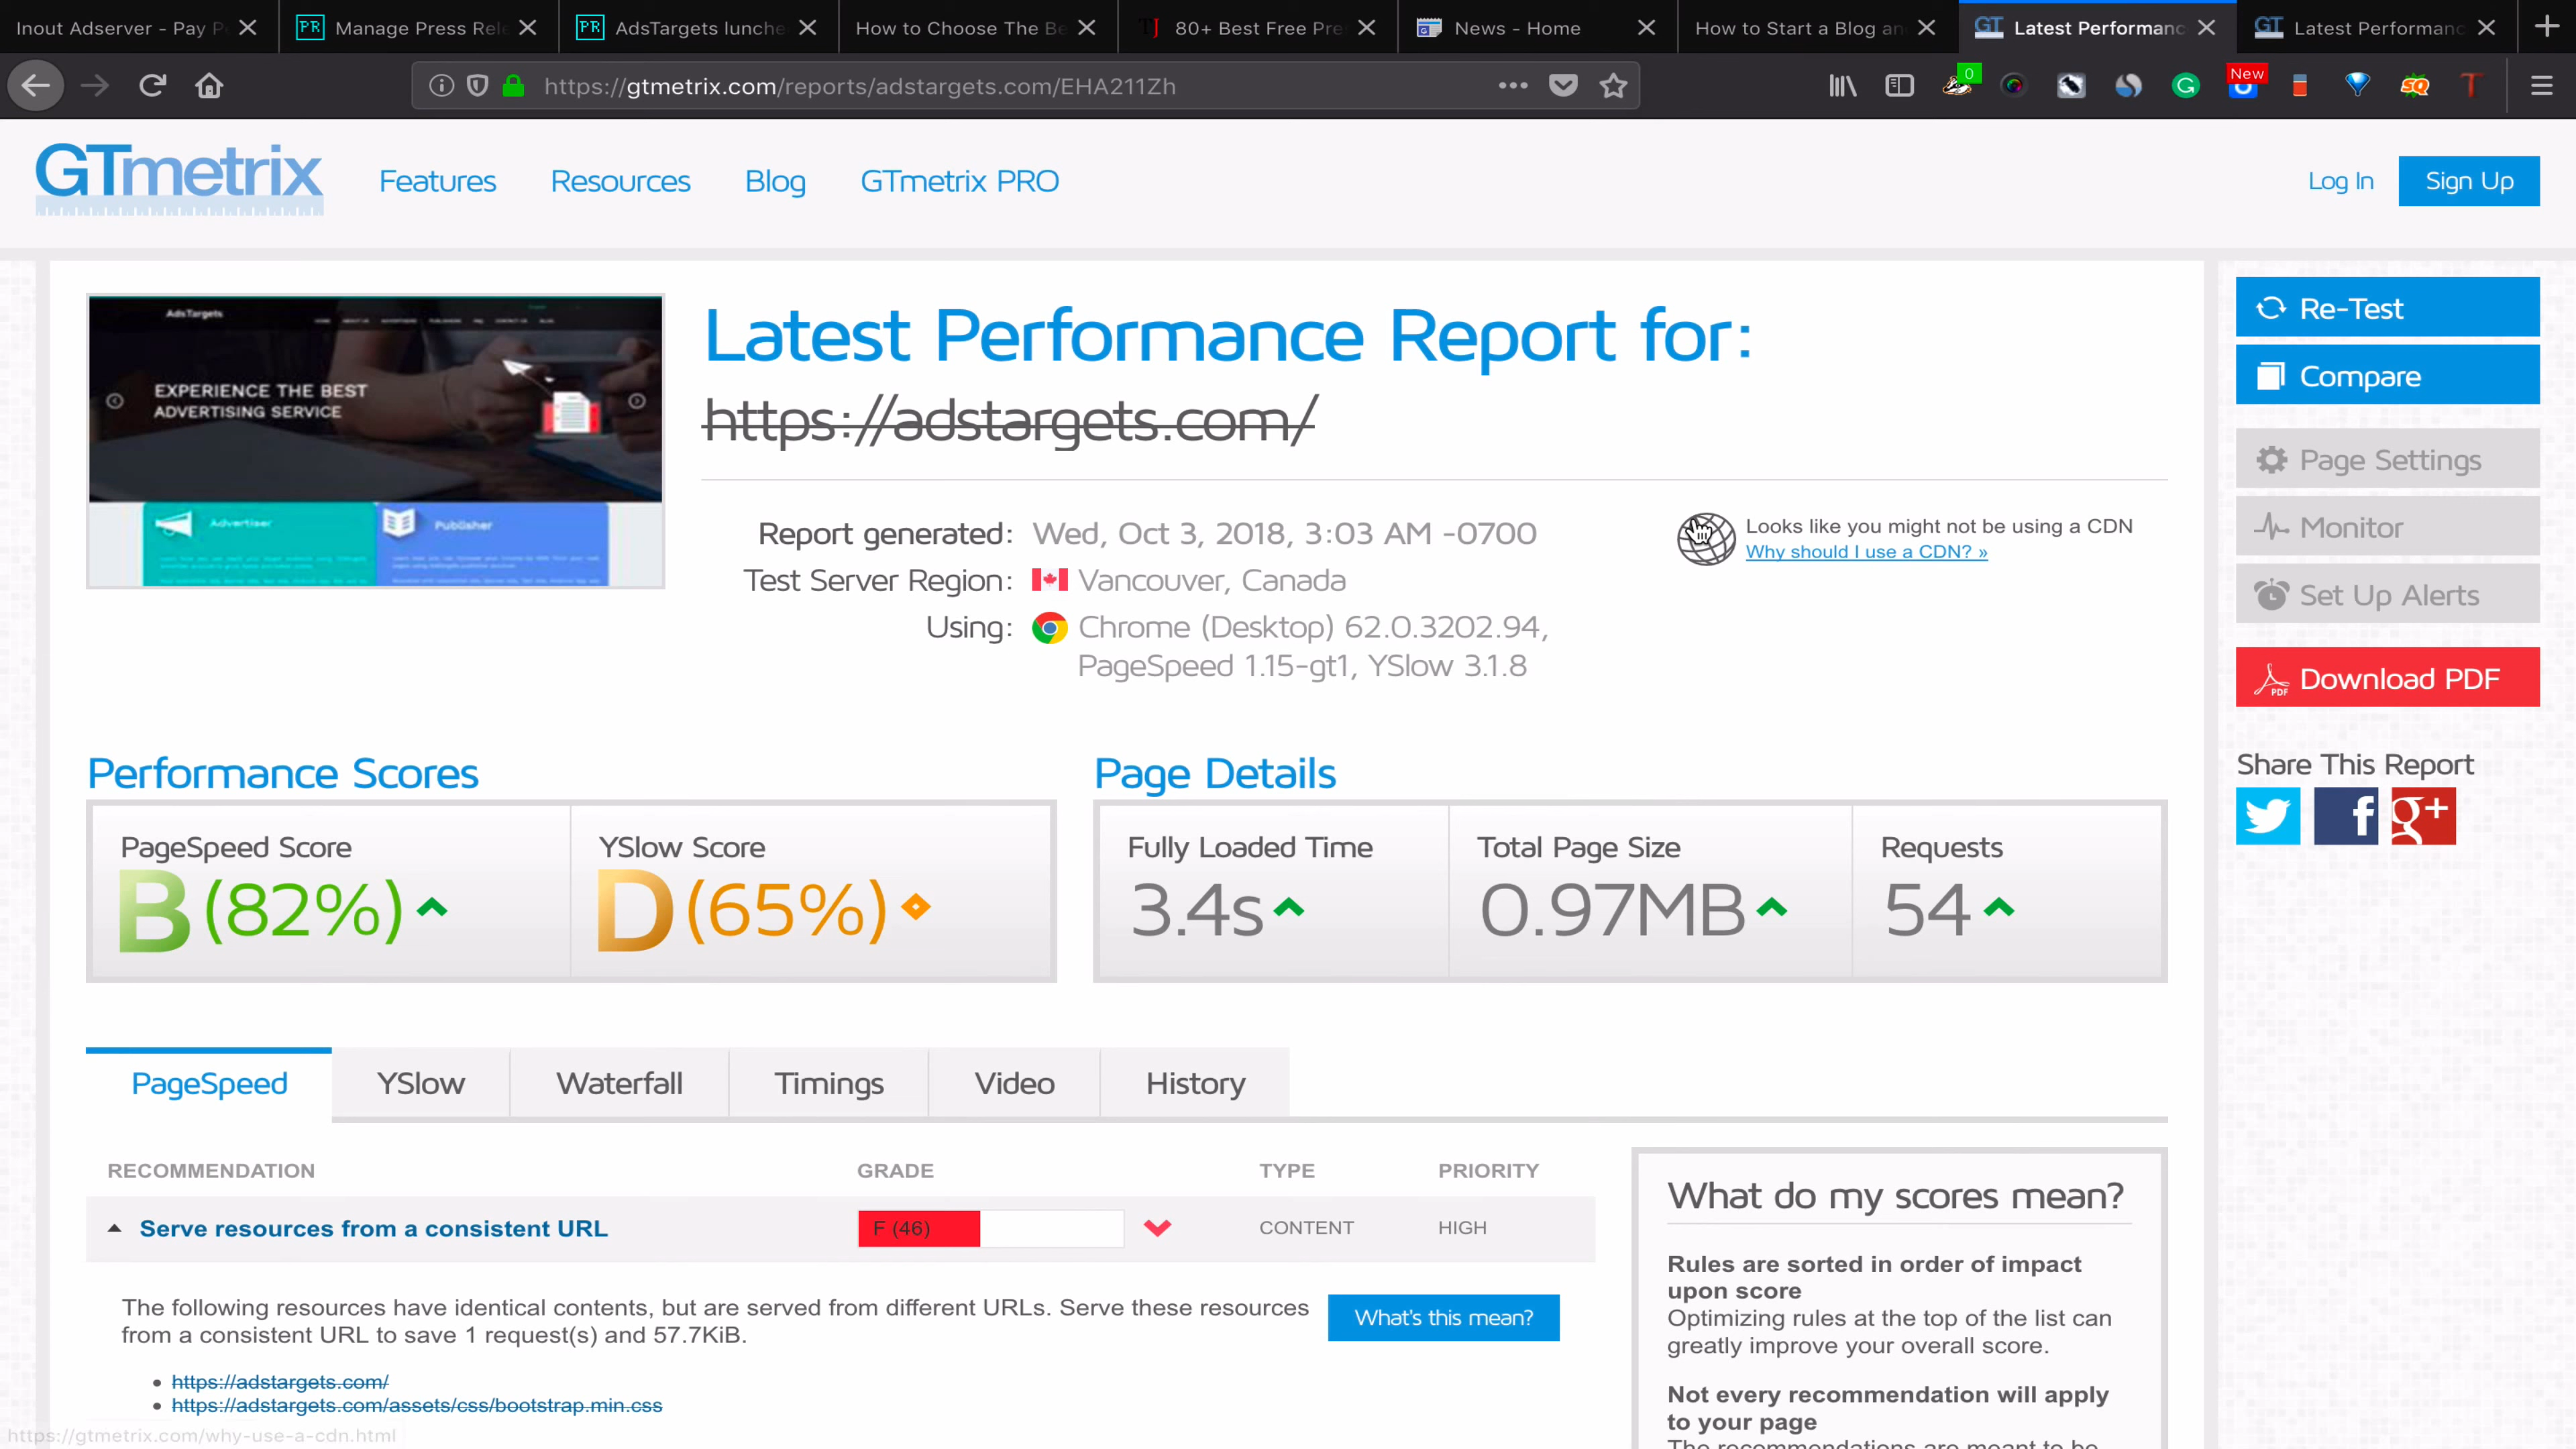 Inout Adserver - Pay P
Manage Press Rele
AdsTargets lunche
How to Choose The Be
80+ Best Free Pre
News - Home
How to Start a Blog an
Latest Performanc
Latest Performanc
https://gtmetrix.com/reports/adstargets.com/EHA211Zh
0
New
GTmetrix
Features
Resources
Blog
GTmetrix PRO
Log In
Sign Up
AdsTargets
EXPERIENCE THE BEST
ADVERTISING SERVICE
Advertiser
Publisher
Latest Performance Report for:
https://adstargets.com/
Report generated: Wed, Oct 3, 2018, 3:03 AM -0700
Test Server Region: Vancouver, Canada
Using: Chrome (Desktop) 62.0.3202.94,
PageSpeed 1.15-gt1, YSlow 3.1.8
Looks like you might not be using a CDN
Why should I use a CDN? »
Re-Test
Compare
Page Settings
Monitor
Set Up Alerts
Download PDF
Share This Report
Performance Scores
PageSpeed Score
B (82%)
YSlow Score
D (65%)
Page Details
Fully Loaded Time
3.4s
Total Page Size
0.97MB
Requests
54
PageSpeed
YSlow
Waterfall
Timings
Video
History
RECOMMENDATION GRADE TYPE PRIORITY
Serve resources from a consistent URL F (46) CONTENT HIGH
The following resources have identical contents, but are served from different URLs. Serve these resources
from a consistent URL to save 1 request(s) and 57.7KiB.
What's this mean?
https://adstargets.com/
https://adstargets.com/assets/css/bootstrap.min.css
What do my scores mean?
Rules are sorted in order of impact
upon score
Optimizing rules at the top of the list can
greatly improve your overall score.
Not every recommendation will apply
to your page
The recommendations are meant to be
https://gtmetrix.com/why-use-a-cdn.html